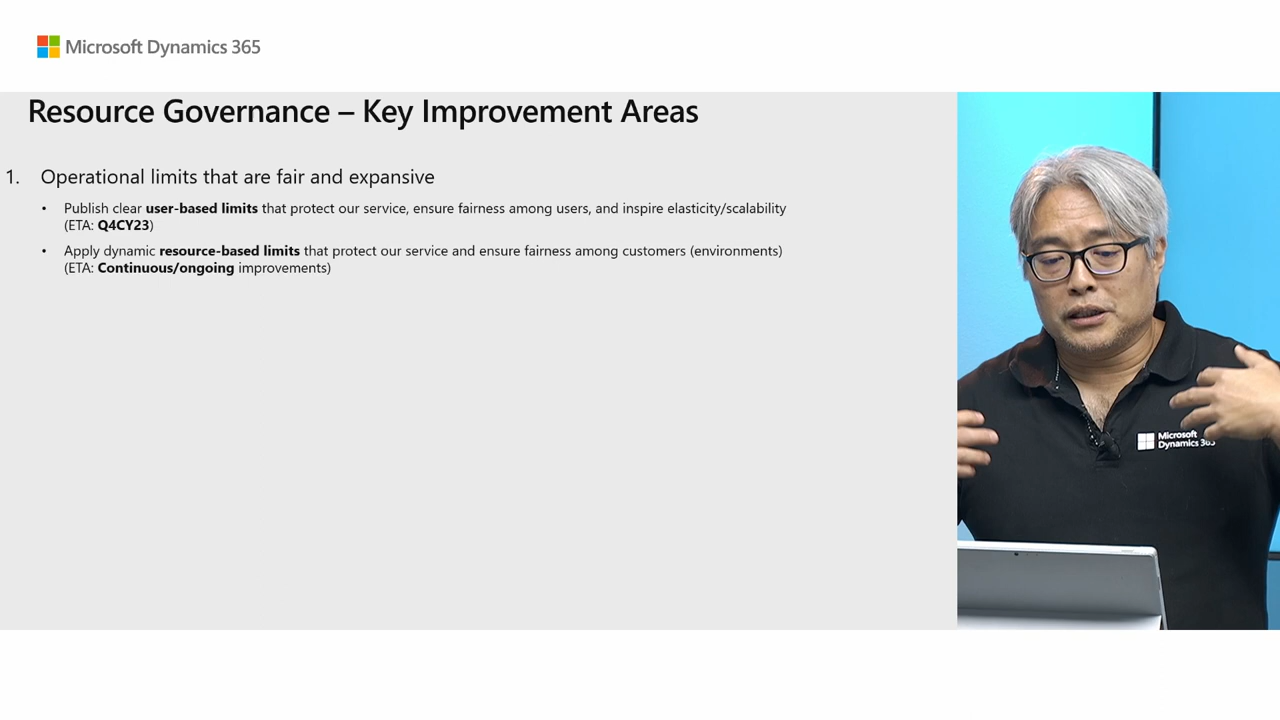 Microsoft Dynamics 365
Resource Governance – Key Improvement Areas
1. Operational limits that are fair and expansive
• Publish clear user-based limits that protect our service, ensure fairness among users, and inspire elasticity/scalability
(ETA: Q4CY23)
• Apply dynamic resource-based limits that protect our service and ensure fairness among customers (environments)
(ETA: Continuous/ongoing improvements)
Microsoft
Dynamics 365